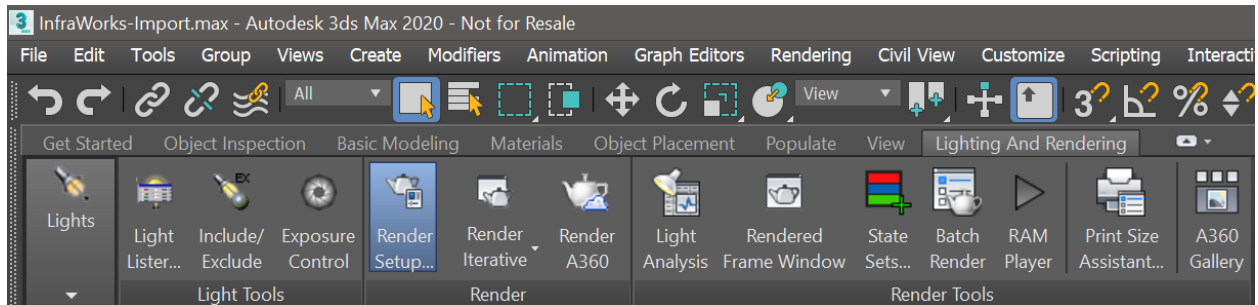 InfraWorks-Import.max - Autodesk 3ds Max 2020 - Not for Resale
File Edit Tools Group Views Create Modifiers Animation Graph Editors Rendering Civil View Customize Scripting Interacti
All View 3
Get Started Object Inspection Basic Modeling Materials Object Placement Populate View Lighting And Rendering
EX
Lights Light Include/ Exposure Render Render Render Light Rendered State Batch RAM Print Size A360
Lister... Exclude Control Setup... Iterative A360 Analysis Frame Window Sets... Render Player Assistant... Gallery
Light Tools Render Render Tools